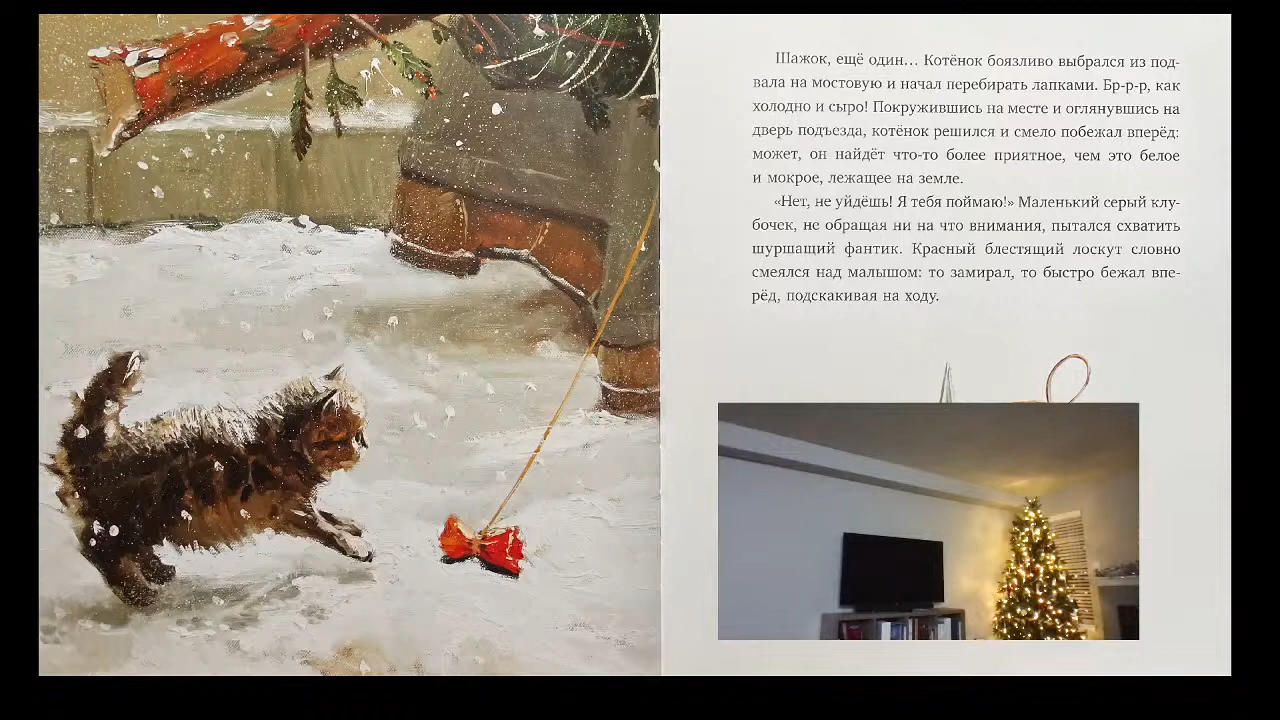 Шажок, ещё один... Котёнок боязливо выбрался из под-
вала на мостовую и начал перебирать лапками. Бр-р-р, как
холодно и сыро! Покружившись на месте и оглянувшись на
дверь подъезда, котёнок решился и смело побежал вперёд:
может, он найдёт что-то более приятное, чем это белое
и мокрое, лежащее на земле.
«Нет, не уйдёшь! Я тебя поймаю!» Маленький серый клу-
бочек, не обращая ни на что внимания, пытался схватить
шуршащий фантик. Красный блестящий лоскут словно
смеялся над малышом: то замирал, то быстро бежал впе-
рёд, подскакивая на ходу.